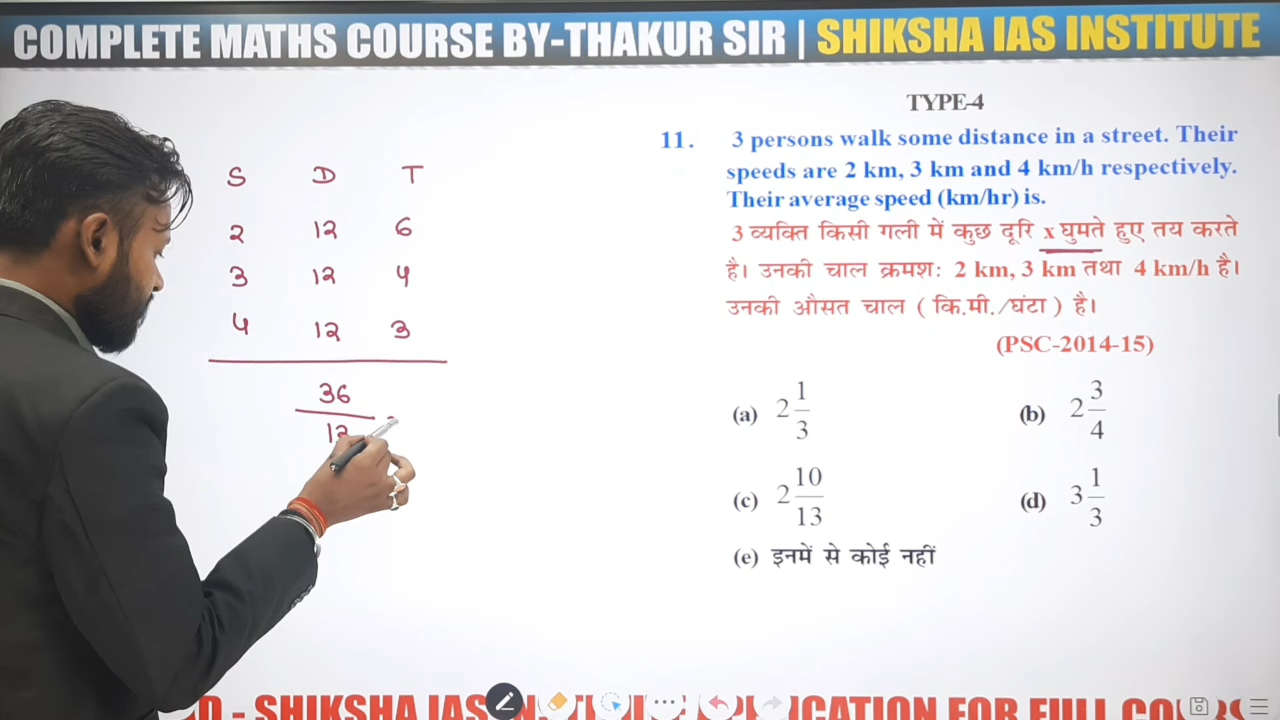 COMPLETE MATHS COURSE BY-THAKUR SIR | SHIKSHA IAS INSTITUTE
TYPE-4
11. 3 persons walk some distance in a street. Their
speeds are 2 km, 3 km and 4 km/h respectively.
Their average speed (km/hr) is.
3 व्यक्ति किसी गली में कुछ दूरि x घुमते हुए तय करते
है। उनकी चाल क्रमश: 2 km, 3 km तथा 4 km/h है।
उनकी औसत चाल ( कि.मी./घंटा ) है।
(PSC-2014-15)
(a) 2 1/3 (b) 2 3/4
(c) 2 10/13 (d) 3 1/3
(e) इनमें से कोई नहीं
S D T
2 12 6
3 12 4
4 12 3
36
- SHIKSHA IAS FOR FULL